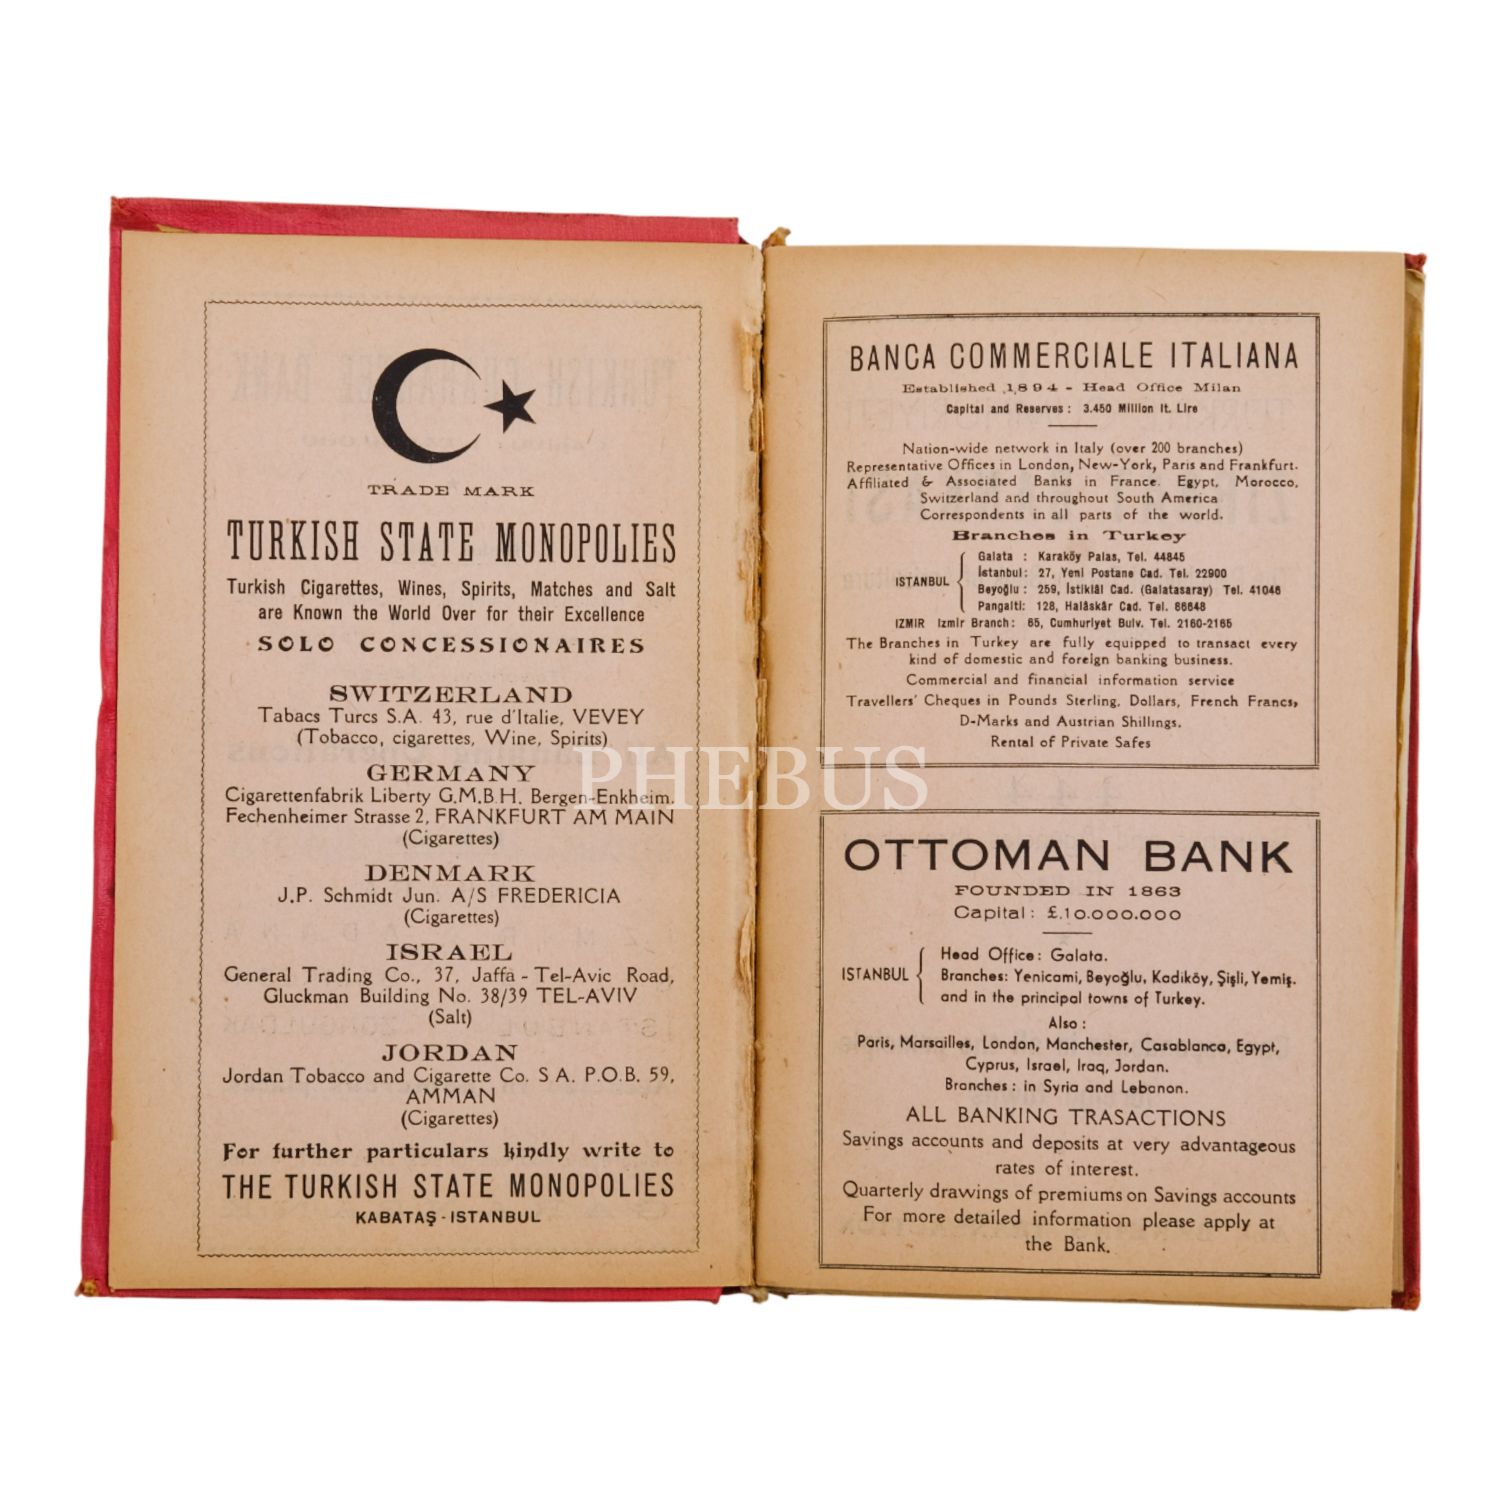 TRADE MARK
TURKISH STATE MONOPOLIES
Turkish Cigarettes, Wines, Spirits, Matches and Salt
are Known the World Over for their Excellence
SOLO CONCESSIONAIRES
SWITZERLAND
Tabacs Turcs S.A. 43, rue d'Italie, VEVEY
(Tobacco, cigarettes, Wine, Spirits)
GERMANY
Cigarettenfabrik Liberty G.M.B.H. Bergen-Enkheim.
Fechenheimer Strasse 2, FRANKFURT AM MAIN
(Cigarettes)
DENMARK
J.P. Schmidt Jun. A/S FREDERICIA
(Cigarettes)
ISRAEL
General Trading Co., 37, Jaffa - Tel-Avic Road,
Gluckman Building No. 38/39 TEL-AVIV
(Salt)
JORDAN
Jordan Tobacco and Cigarette Co. S A. P.O.B. 59,
AMMAN
(Cigarettes)
For further particulars kindly write to
THE TURKISH STATE MONOPOLIES
KABATAŞ - ISTANBUL
PHEBUS
BANCA COMMERCIALE ITALIANA
Established 1894 - Head Office Milan
Capital and Reserves : 3.450 Million It. Lire
Nation-wide network in Italy (over 200 branches)
Representative Offices in London, New-York, Paris and Frankfurt.
Affiliated & Associated Banks in France. Egypt, Morocco,
Switzerland and throughout South America
Correspondents in all parts of the world.
Branches in Turkey
ISTANBUL
Galata : Karaköy Palas, Tel. 44845
İstanbul: 27, Yeni Postane Cad. Tel. 22900
Beyoğlu : 259, İstiklâl Cad. (Galatasaray) Tel. 41046
Pangalti: 128, Halâskâr Cad. Tel. 86648
IZMIR Izmir Branch: 65, Cumhuriyet Bulv. Tel. 2160-2165
The Branches in Turkey are fully equipped to transact every
kind of domestic and foreign banking business.
Commercial and financial information service
Travellers' Cheques in Pounds Sterling, Dollars, French Francs,
D-Marks and Austrian Shillings.
Rental of Private Safes
OTTOMAN BANK
FOUNDED IN 1863
Capital: £.10.000.000
ISTANBUL
Head Office: Galata.
Branches: Yenicami, Beyoğlu, Kadiköy, Şişli, Yemiş.
and in the principal towns of Turkey.
Also :
Paris, Marsailles, London, Manchester, Casablanca, Egypt,
Cyprus, Israel, Iraq, Jordan.
Branches : in Syria and Lebanon.
ALL BANKING TRASACTIONS
Savings accounts and deposits at very advantageous
rates of interest.
Quarterly drawings of premiums on Savings accounts
For more detailed information please apply at
the Bank.